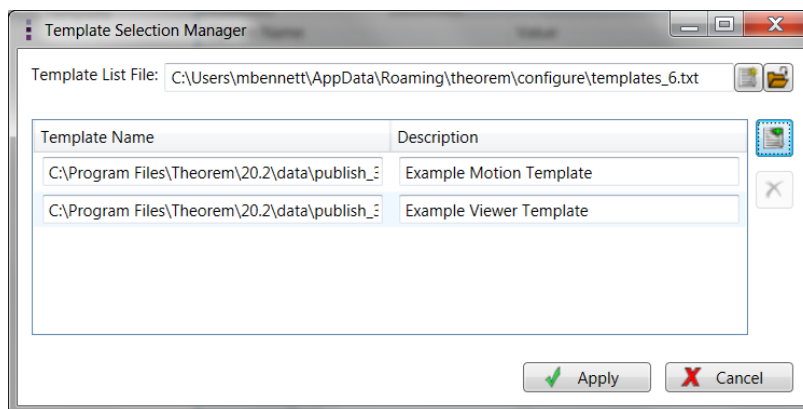 Template Selection Manager
Template List File: C:\Users\mbennett\AppData\Roaming\theorem\configure\templates_6.txt
Template Name Description
C:\Program Files\Theorem\20.2\data\publish_3 Example Motion Template
C:\Program Files\Theorem\20.2\data\publish_3 Example Viewer Template
Apply Cancel